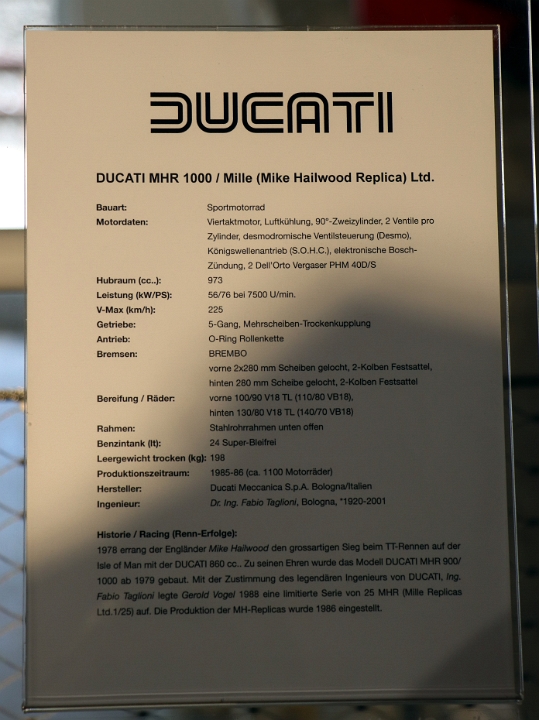 DUCATI
DUCATI MHR 1000 / Mille (Mike Hailwood Replica) Ltd.
Bauart: Sportmotorrad
Motordaten: Viertaktmotor, Luftkühlung, 90°-Zweizylinder, 2 Ventile pro
Zylinder, desmodromische Ventilsteuerung (Desmo),
Königswellenantrieb (S.O.H.C.), elektronische Bosch-
Zündung, 2 Dell'Orto Vergaser PHM 40D/S
Hubraum (cc.,): 973
Leistung (kW/PS): 56/76 bei 7500 U/min.
V-Max (km/h): 225
Getriebe: 5-Gang, Mehrscheiben-Trockenkupplung
Antrieb: O-Ring Rollenkette
Bremsen: BREMBO
vorne 2x280 mm Scheiben gelocht, 2-Kolben Festsattel,
hinten 280 mm Scheibe gelocht, 2-Kolben Festsattel
Bereifung / Räder: vorne 100/90 V18 TL (110/80 VB18),
hinten 130/80 V18 TL (140/70 VB18)
Rahmen: Stahlrohrrahmen unten offen
Benzintank (lt): 24 Super-Bleifrei
Leergewicht trocken (kg): 198
Produktionszeitraum: 1985-86 (ca. 1100 Motorräder)
Hersteller: Ducati Meccanica S.p.A. Bologna/Italien
Ingenieur: Dr. Ing. Fabio Taglioni, Bologna, *1920-2001
Historie / Racing (Renn-Erfolge):
1978 errang der Engländer Mike Hailwood den grossartigen Sieg beim TT-Rennen auf der
Isle of Man mit der DUCATI 860 cc.. Zu seinen Ehren wurde das Modell DUCATI MHR 900/
1000 ab 1979 gebaut. Mit der Zustimmung des legendären Ingenieurs von DUCATI, Ing.
Fabio Taglioni legte Gerold Vogel 1988 eine limitierte Serie von 25 MHR (Mille Replicas
Ltd.1/25) auf. Die Produktion der MH-Replicas wurde 1986 eingestellt.